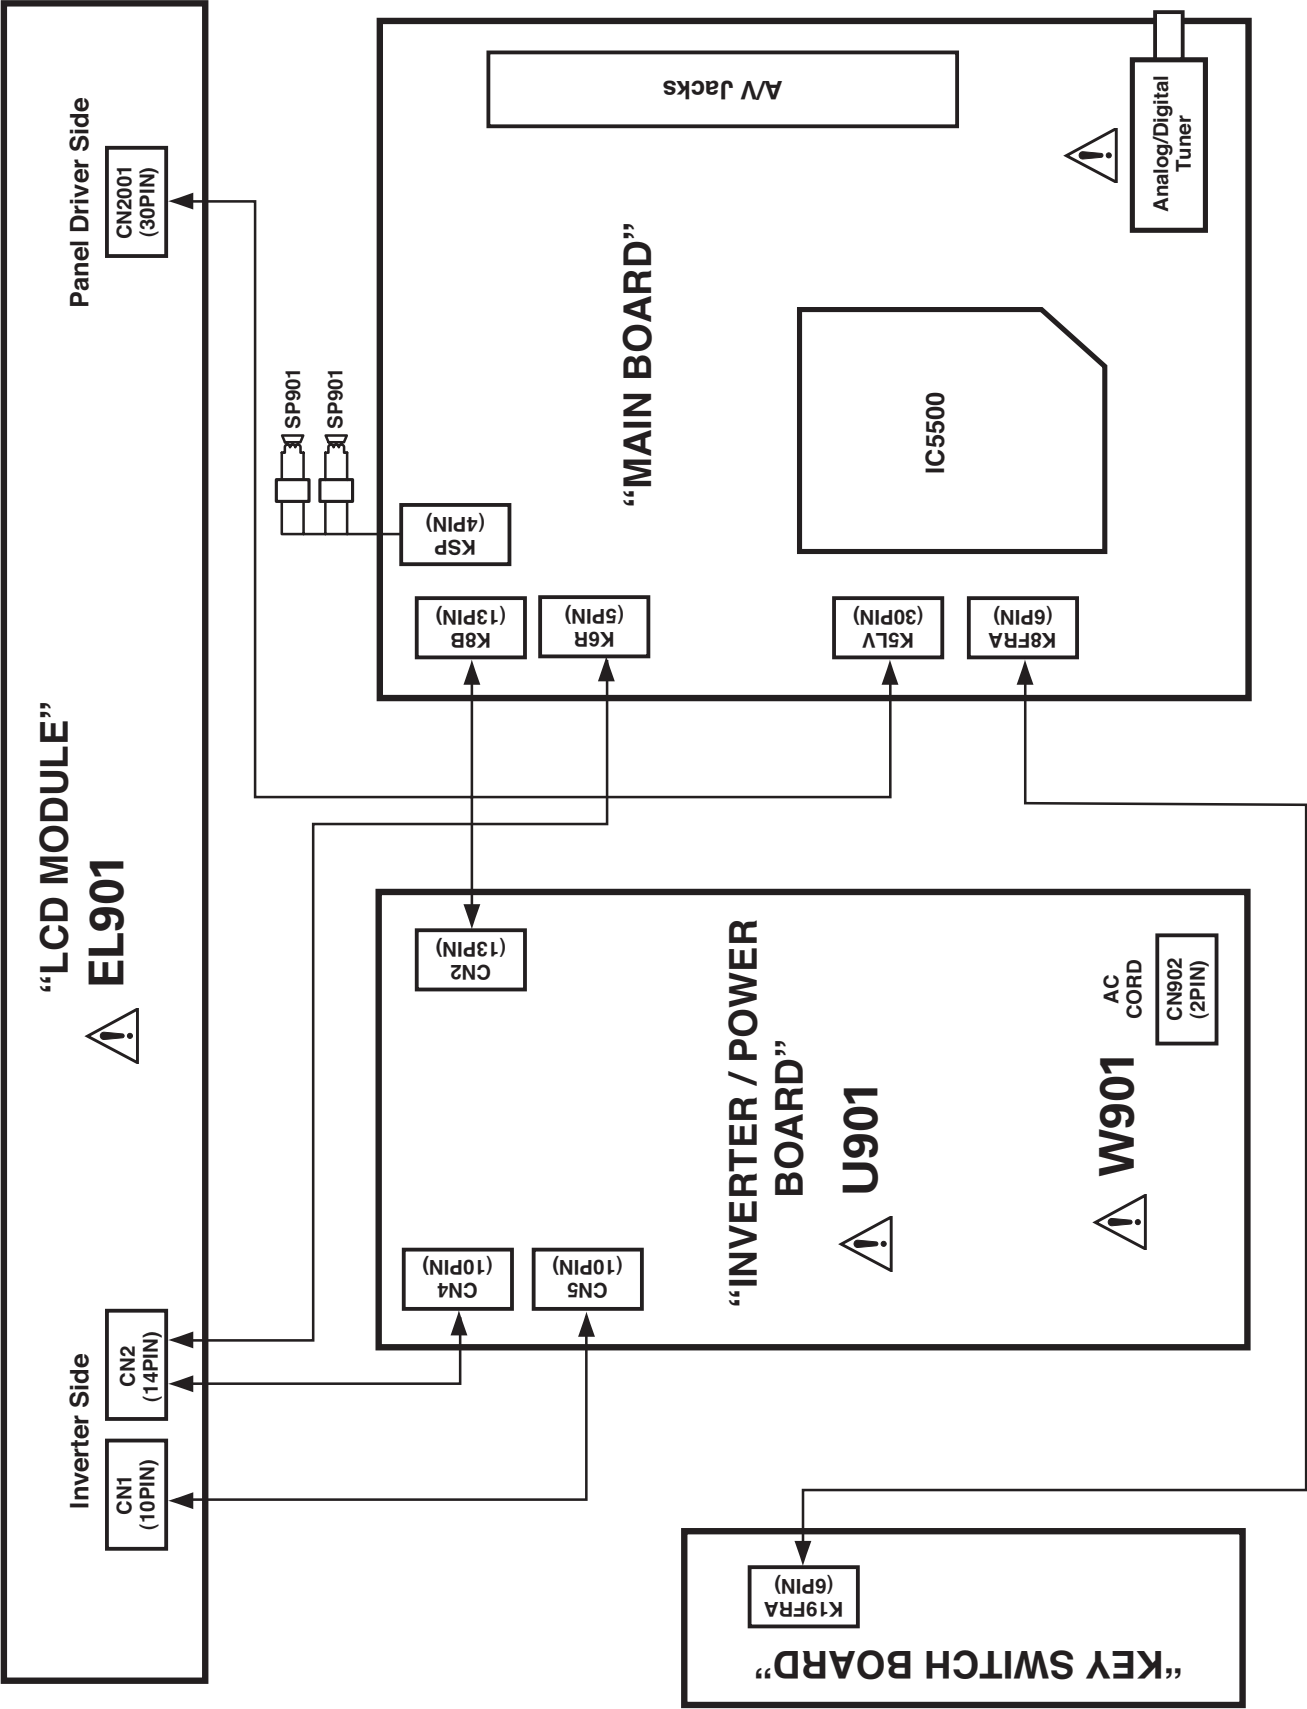 “LCD MODULE”
EL901
Inverter Side
CN1
(10PIN)
CN2
(14PIN)
Panel Driver Side
CN2001
(30PIN)
SP901
SP901
“MAIN BOARD”
KSP
(4PIN)
K8B
(13PIN)
K6R
(5PIN)
K5LV
(30PIN)
K8FRA
(6PIN)
IC5500
A/V Jacks
Analog/Digital
Tuner
“INVERTER / POWER
BOARD”
U901
W901
AC
CORD
CN902
(2PIN)
CN2
(13PIN)
CN4
(10PIN)
CN5
(10PIN)
“KEY SWITCH BOARD”
K19FRA
(6PIN)